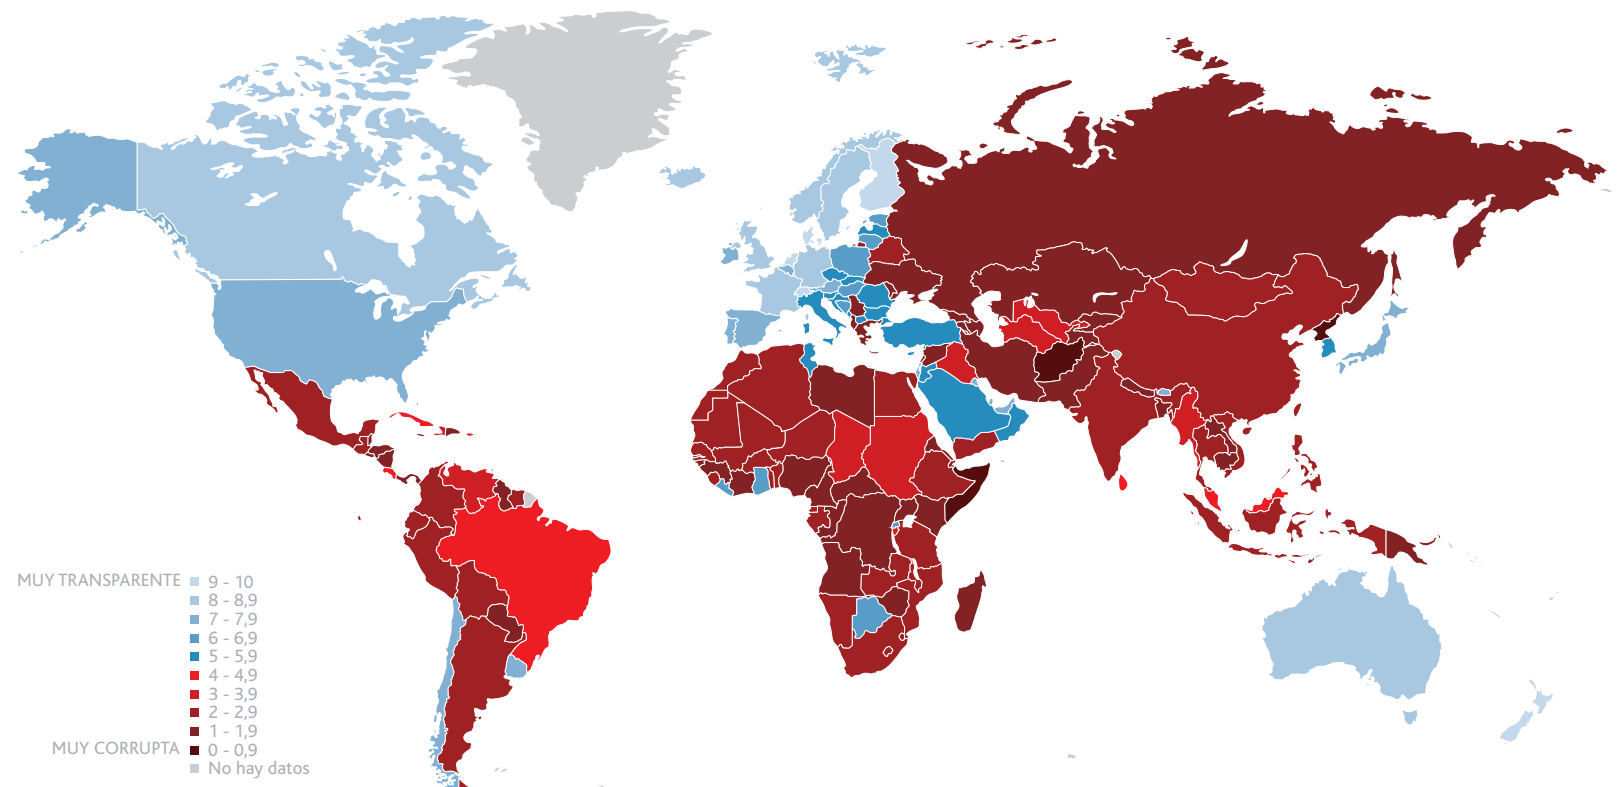 MUY TRANSPARENTE 9 - 10
8 - 8,9
7 - 7,9
6 - 6,9
5 - 5,9
4 - 4,9
3 - 3,9
2 - 2,9
1 - 1,9
MUY CORRUPTA 0 - 0,9
No hay datos